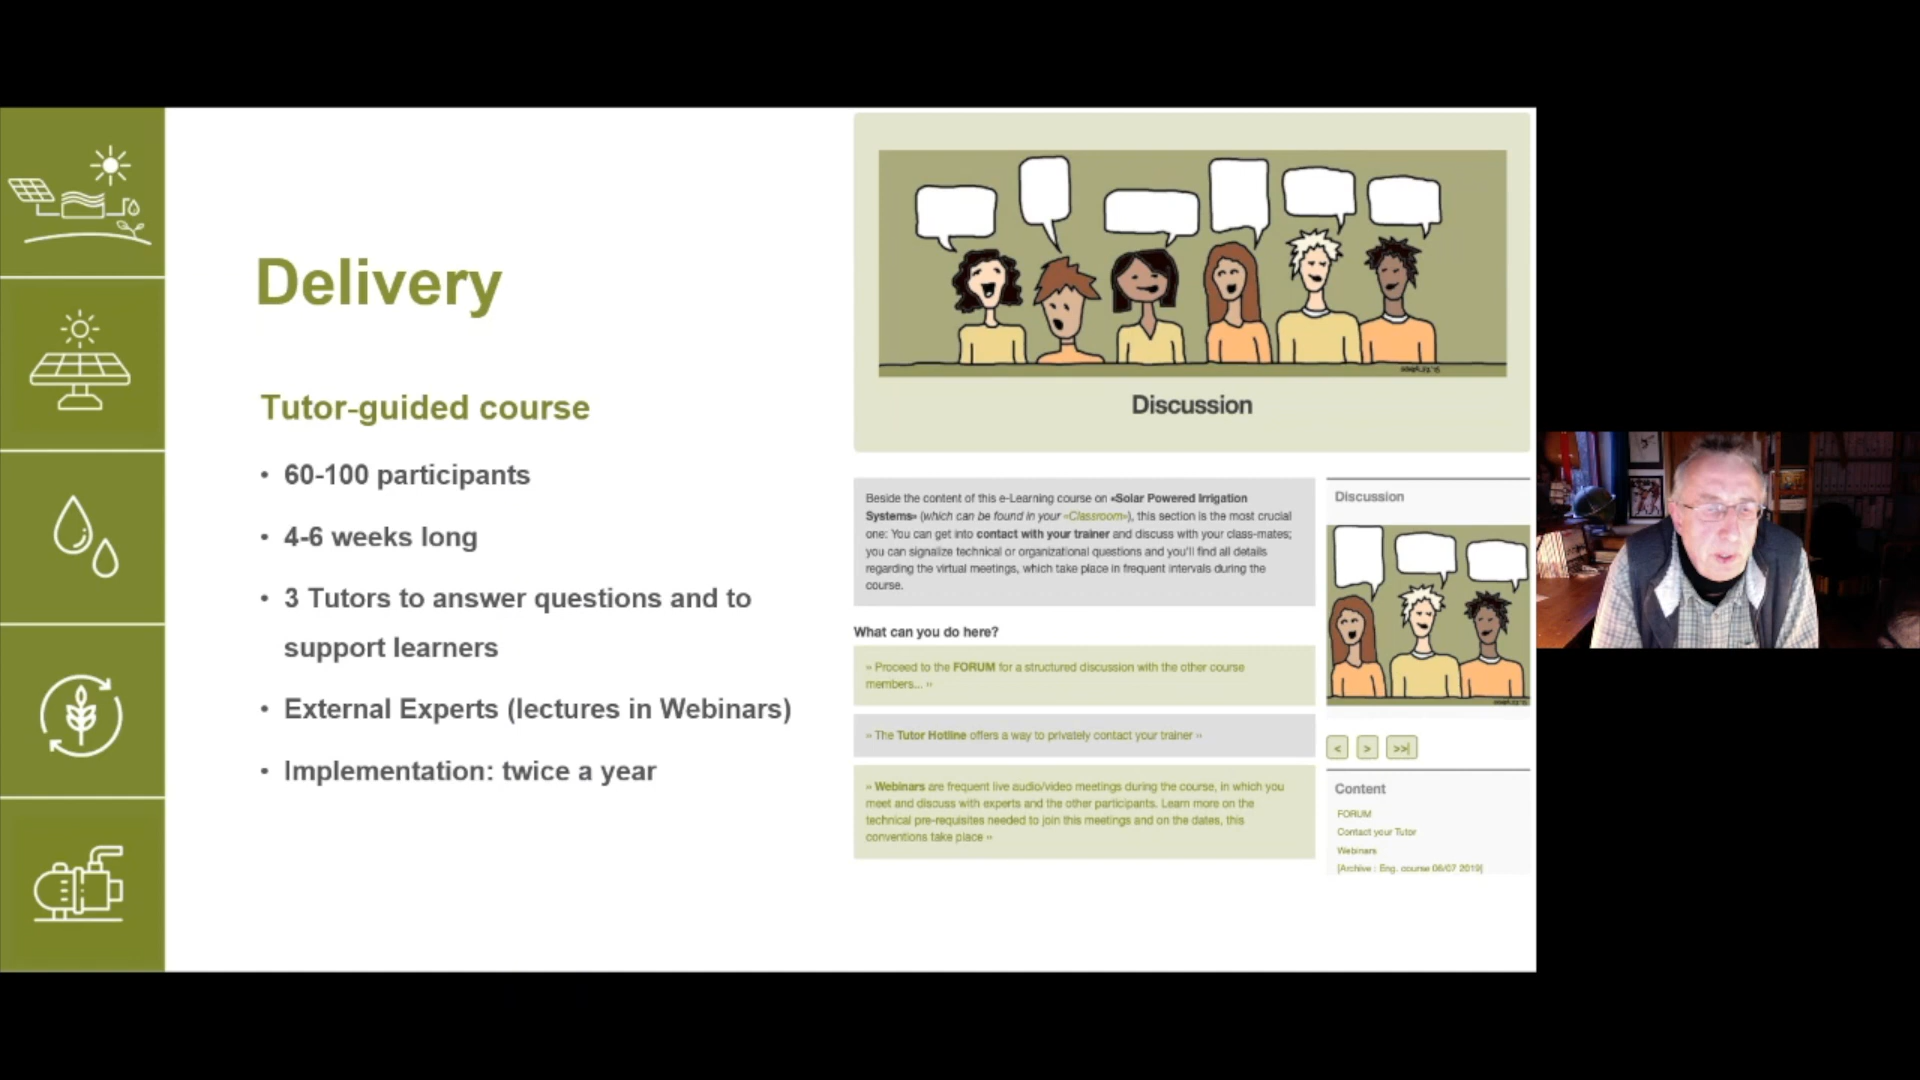 Delivery
Tutor-guided course
• 60-100 participants
• 4-6 weeks long
• 3 Tutors to answer questions and to
support learners
• External Experts (lectures in Webinars)
• Implementation: twice a year
Discussion
Beside the content of this e-Learning course on «Solar Powered Irrigation
Systems» (which can be found in your «Classroom»), this section is the most crucial
one: You can get into contact with your trainer and discuss with your class-mates;
you can signalize technical or organizational questions and you'll find all details
regarding the virtual meetings, which take place in frequent intervals during the
course.
What can you do here?
» Proceed to the FORUM for a structured discussion with the other course
members... ››
» The Tutor Hotline offers a way to privately contact your trainer ››
» Webinars are frequent live audio/video meetings during the course, in which you
meet and discuss with experts and the other participants. Learn more on the
technical pre-requisites needed to join this meetings and on the dates, this
conventions take place ››
Discussion
< > >>|
Content
FORUM
Contact your Tutor
Webinars
[Archive : Eng. course 06/07 2019]